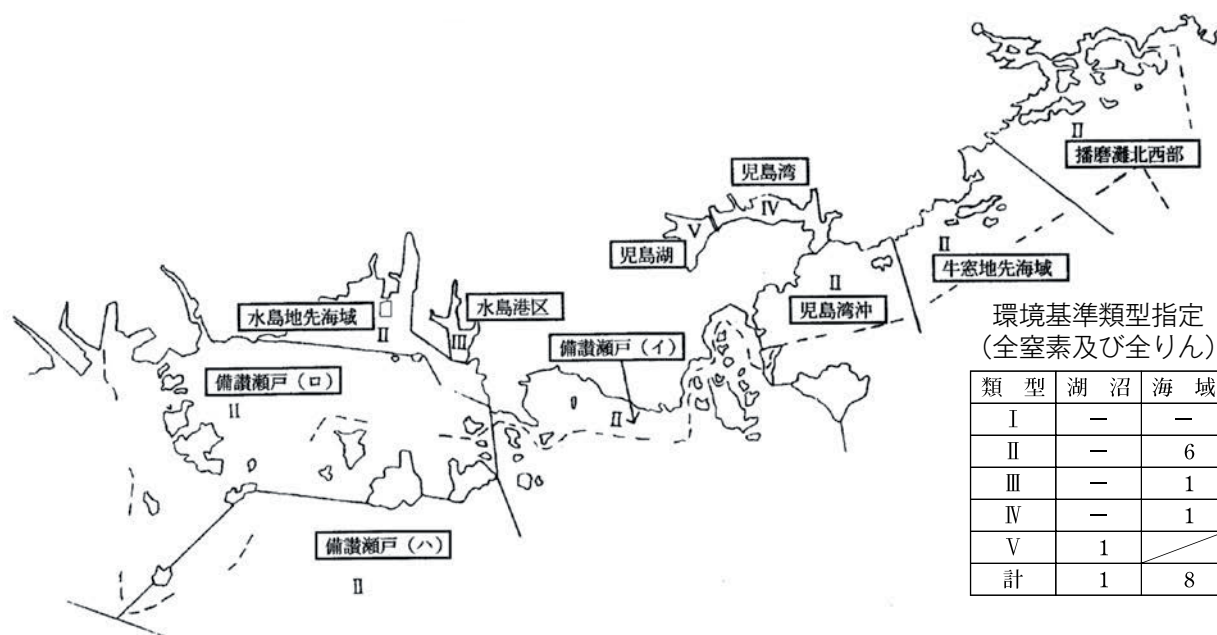 Ⅱ
播磨灘北西部
児島湾
Ⅳ
Ⅴ
児島湖
Ⅱ
牛窓地先海域
Ⅱ
児島湾沖
水島地先海域
Ⅱ
水島港区
Ⅲ
備讃瀬戸（イ）
Ⅱ
備讃瀬戸（ロ）
Ⅱ
備讃瀬戸（ハ）
Ⅱ
環境基準類型指定
（全窒素及び全りん）
類 型 湖 沼 海 域
Ⅰ － －
Ⅱ － 6
Ⅲ － 1
Ⅳ － 1
Ⅴ 1
計 1 8